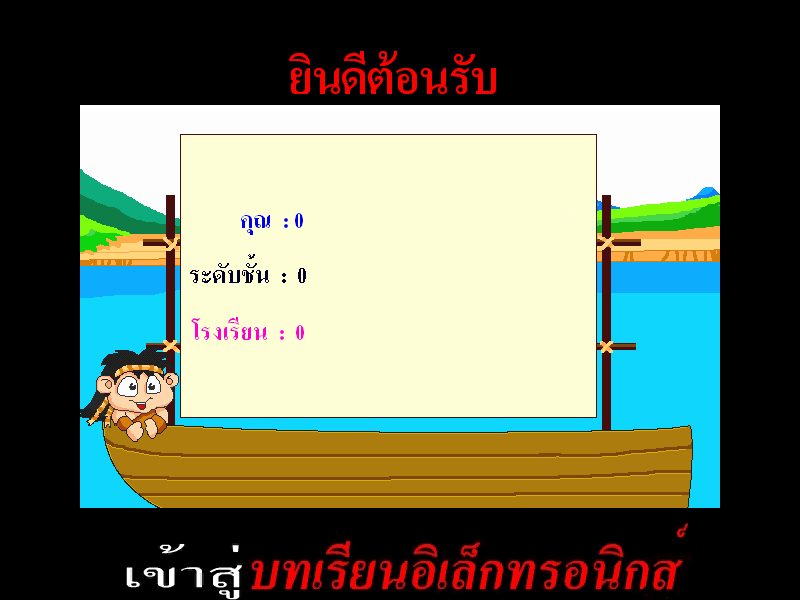 ยินดีต้อนรับ
คุณ : 0
ระดับชั้น : 0
โรงเรียน : 0
เข้าสู่ บทเรียนอิเล็กทรอนิกส์